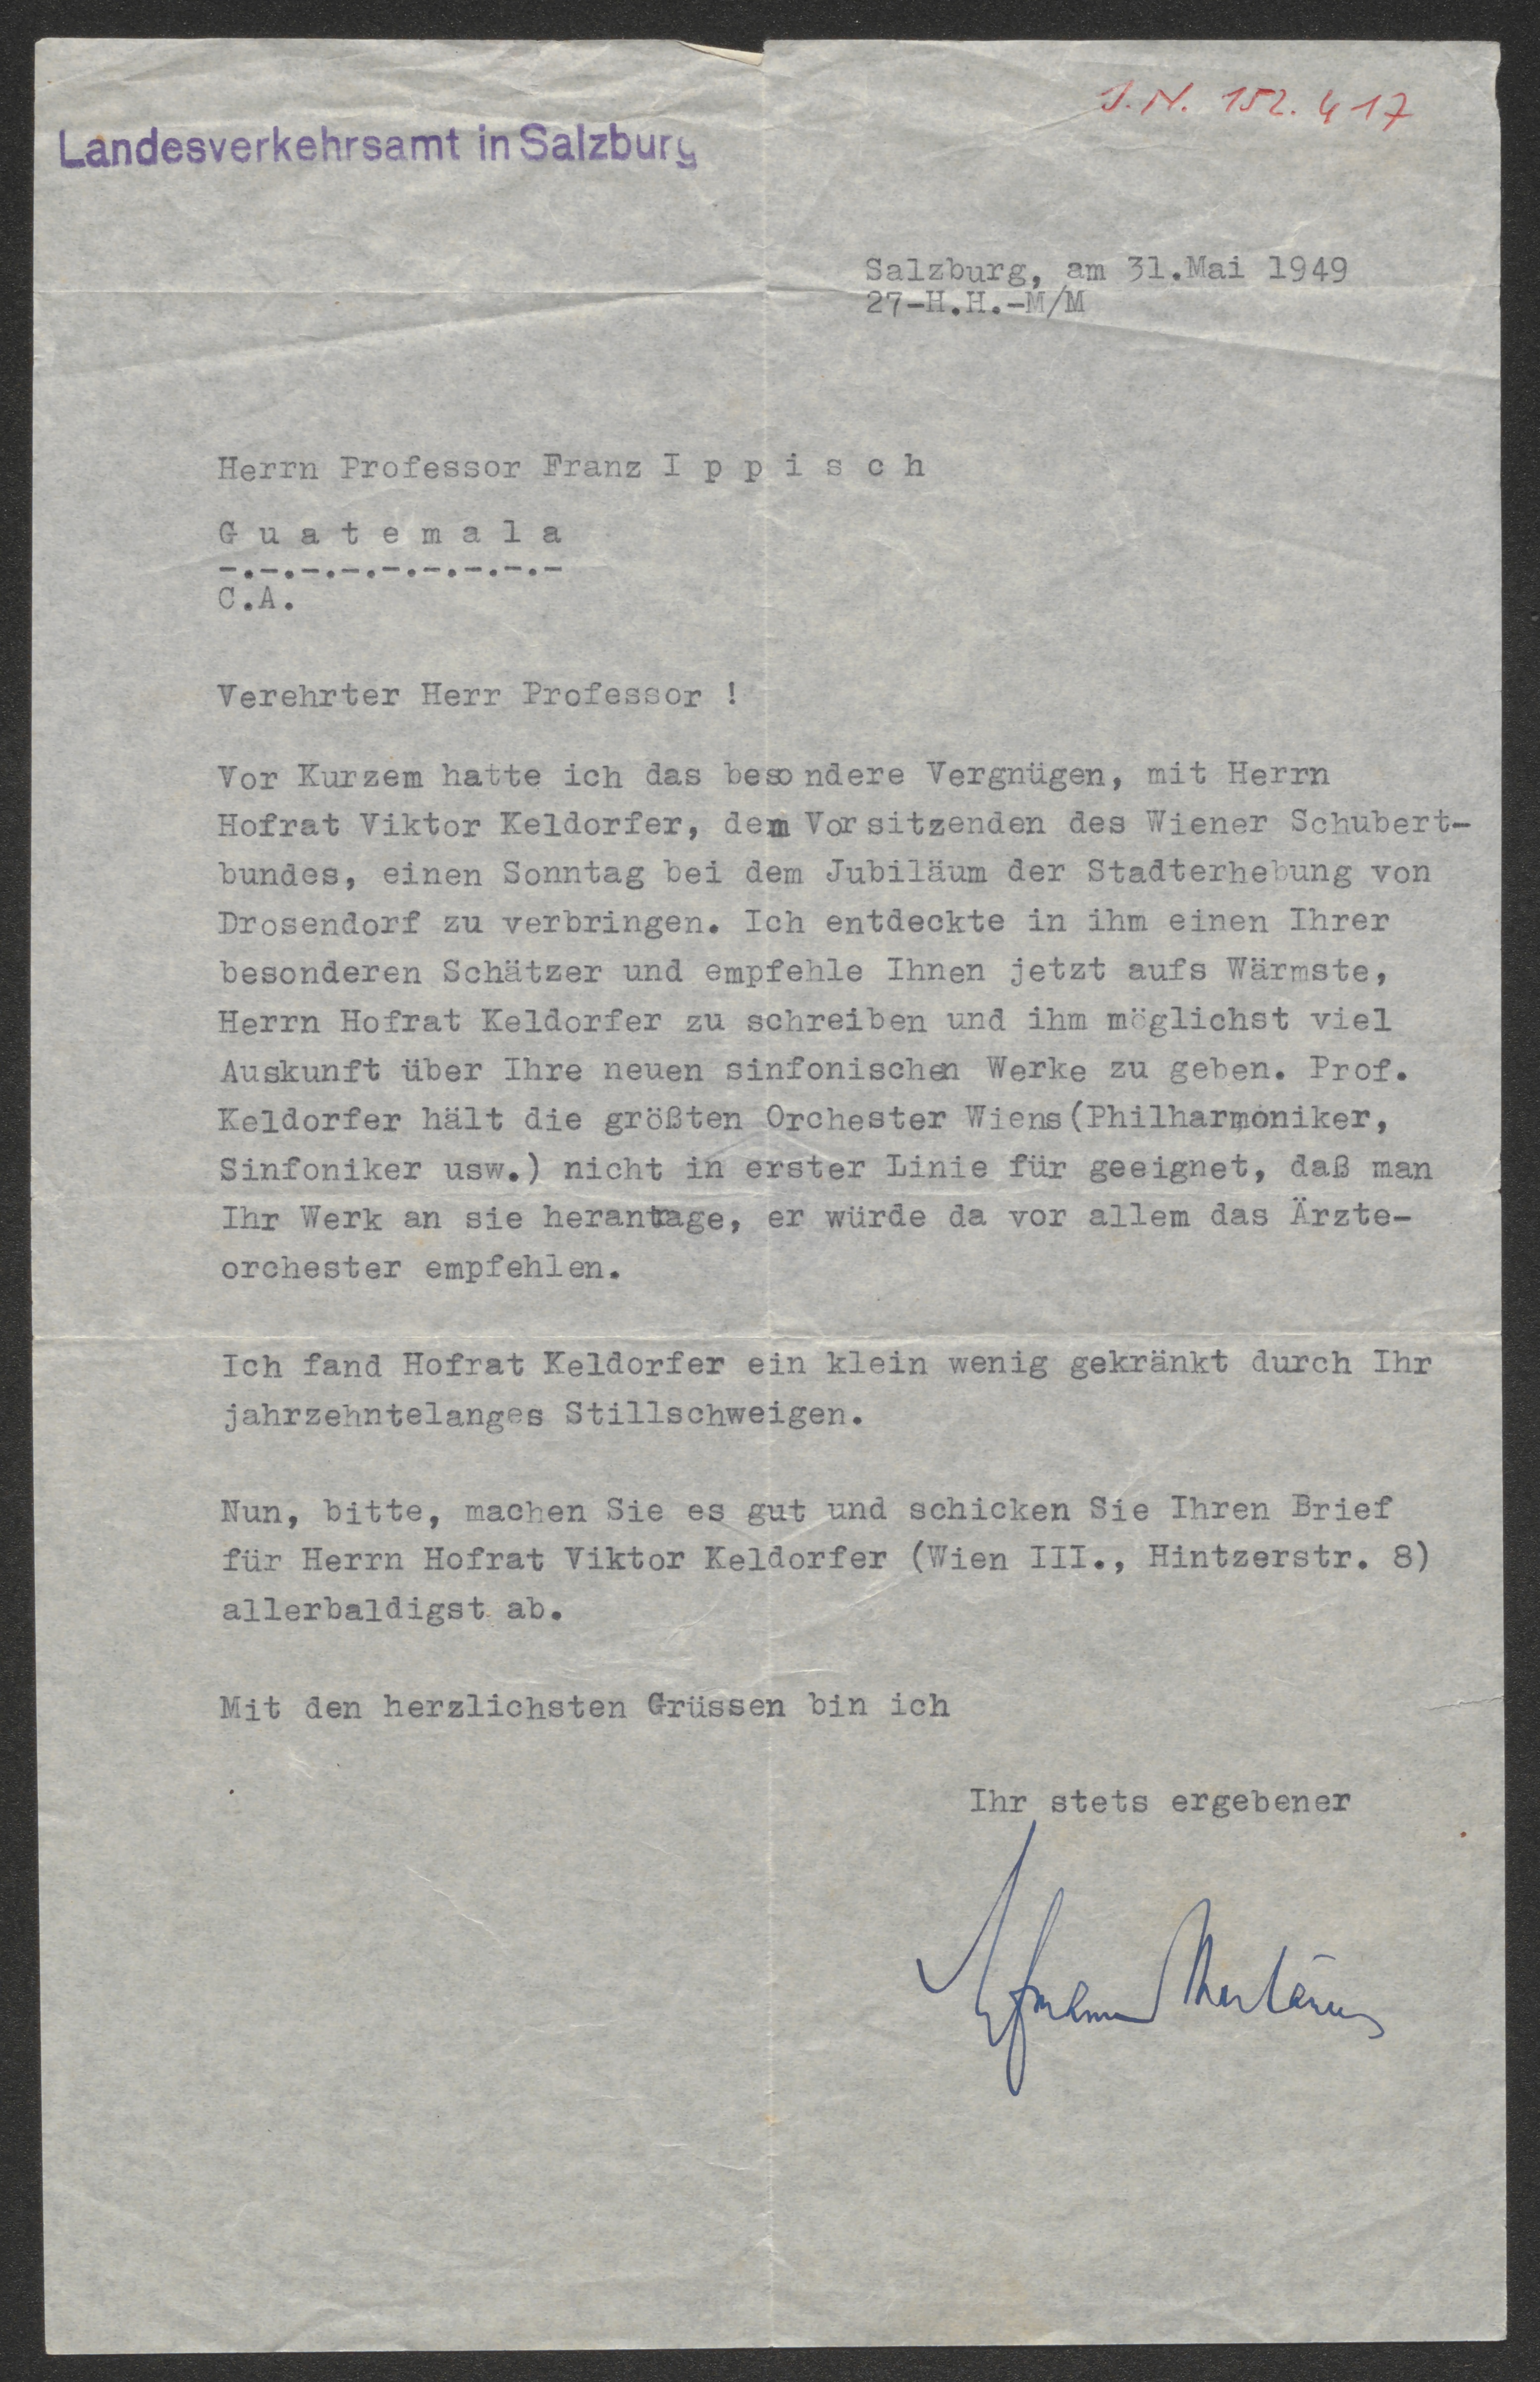 J.N. 152.417
Landesverkehrsamt in Salzburg
Salzburg, am 31.Mai 1949
27-H.H.-M/M
Herrn Professor Franz I p p i s c h
G u a t e m a l a
-.-.-.-.-.-.-.-.-
C.A.
Verehrter Herr Professor !
Vor Kurzem hatte ich das besondere Vergnügen, mit Herrn
Hofrat Viktor Keldorfer, dem Vorsitzenden des Wiener Schubert-
bundes, einen Sonntag bei dem Jubiläum der Stadterhebung von
Drosendorf zu verbringen. Ich entdeckte in ihm einen Ihrer
besonderen Schätzer und empfehle Ihnen jetzt aufs Wärmste,
Herrn Hofrat Keldorfer zu schreiben und ihm möglichst viel
Auskunft über Ihre neuen sinfonischen Werke zu geben. Prof.
Keldorfer hält die größten Orchester Wiens(Philharmoniker,
Sinfoniker usw.) nicht in erster Linie für geeignet, daß man
Ihr Werk an sie herantrage, er würde da vor allem das Ärzte-
orchester empfehlen.
Ich fand Hofrat Keldorfer ein klein wenig gekränkt durch Ihr
jahrzehntelanges Stillschweigen.
Nun, bitte, machen Sie es gut und schicken Sie Ihren Brief
für Herrn Hofrat Viktor Keldorfer (Wien III., Hintzerstr. 8)
allerbaldigst ab.
Mit den herzlichsten Grüssen bin ich
Ihr stets ergebener